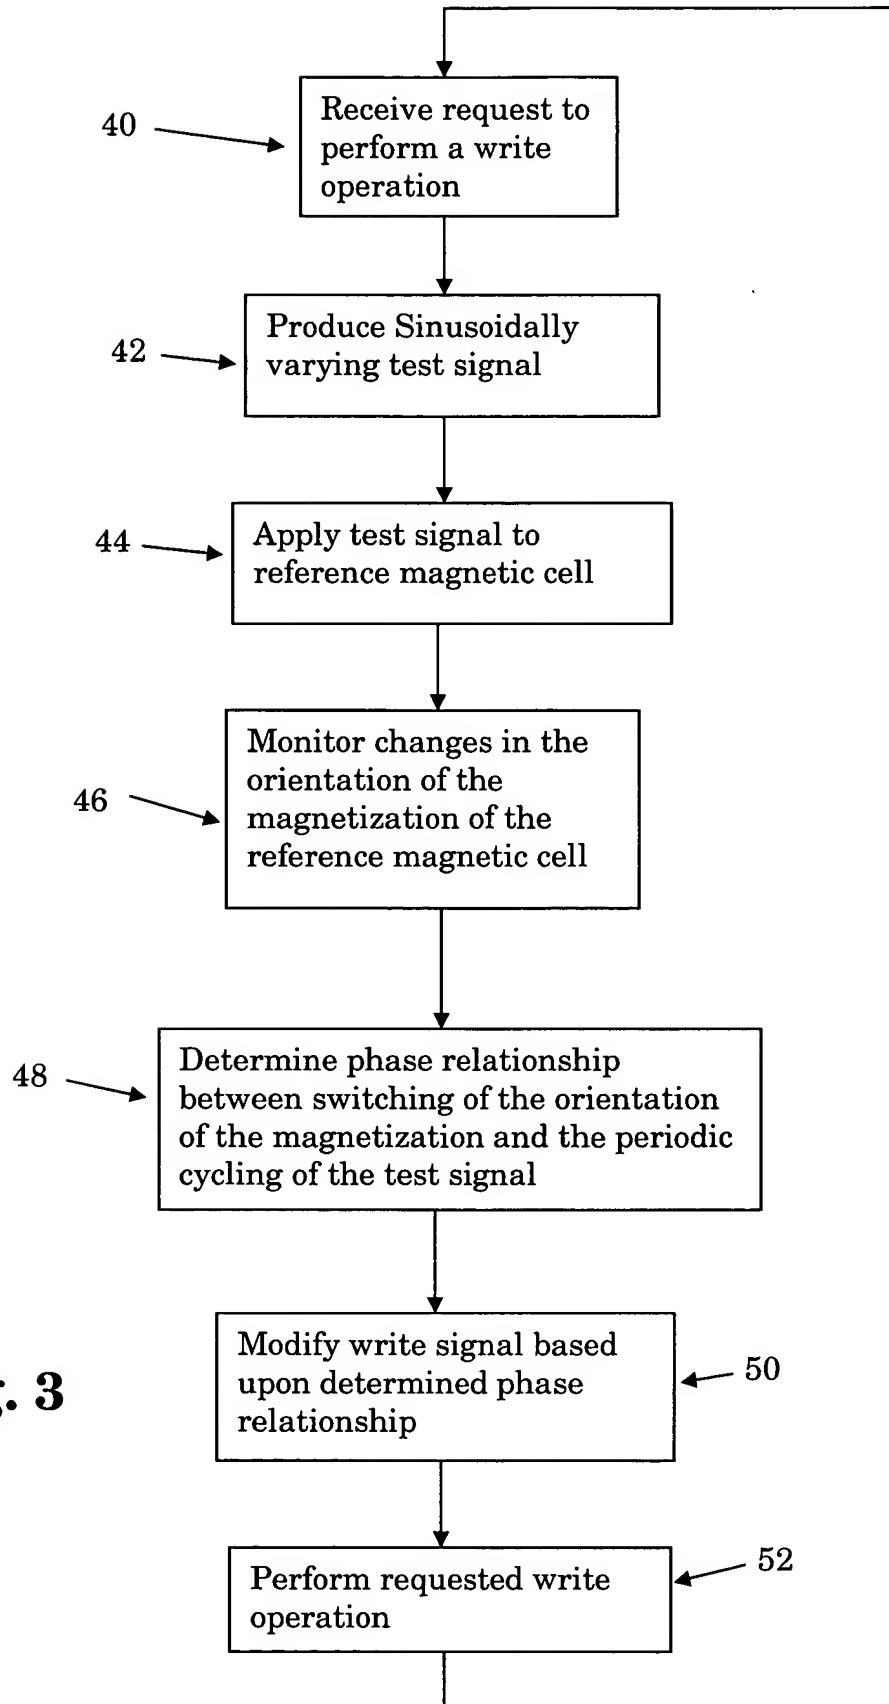 40
Receive request to
perform a write
operation
42
Produce Sinusoidally
varying test signal
44
Apply test signal to
reference magnetic cell
46
Monitor changes in the
orientation of the
magnetization of the
reference magnetic cell
48
Determine phase relationship
between switching of the orientation
of the magnetization and the periodic
cycling of the test signal
Modify write signal based
upon determined phase
relationship
50
3
Perform requested write
operation
52